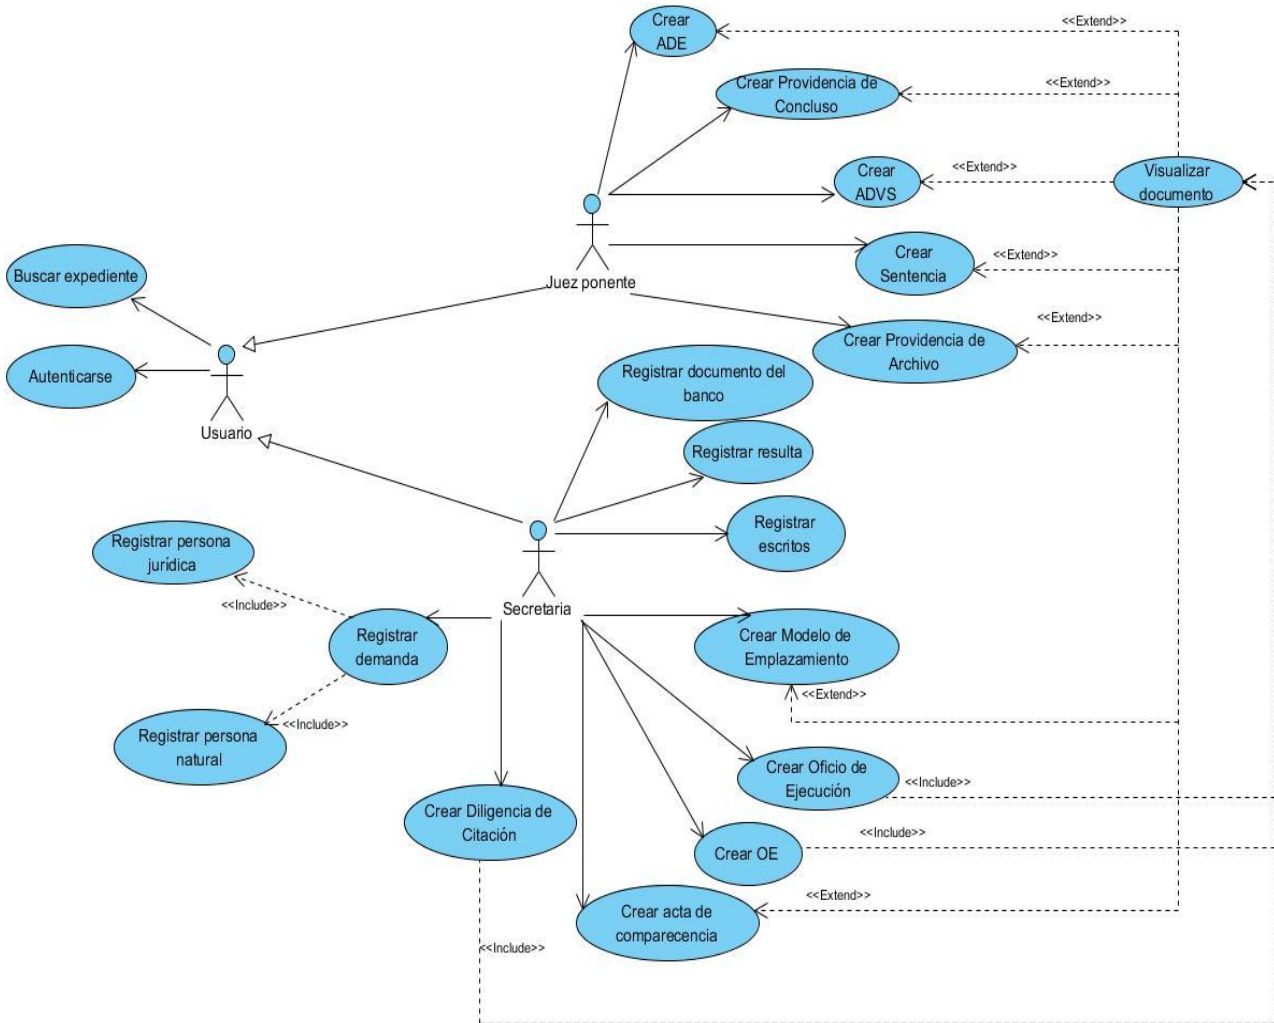 Crear
ADE
<<Extend>>
Crear Providencia de
Concluso
<<Extend>>
Crear
ADVS
<<Extend>>
Visualizar
documento
Juez ponente
Crear
Sentencia
<<Extend>>
Buscar expediente
Crear Providencia de
Archivo
<<Extend>>
Autenticarse
Usuario
Registrar documento del
banco
Registrar resulta
Registrar
escritos
Registrar persona
jurídica
<<Include>>
Secretaria
Registrar
demanda
Crear Modelo de
Emplazamiento
<<Extend>>
<<Include>>
Registrar persona
natural
Crear Oficio de
Ejecución
<<Include>>
Crear Diligencia de
Citación
Crear OE
<<Include>>
Crear acta de
comparecencia
<<Extend>>
<<Include>>